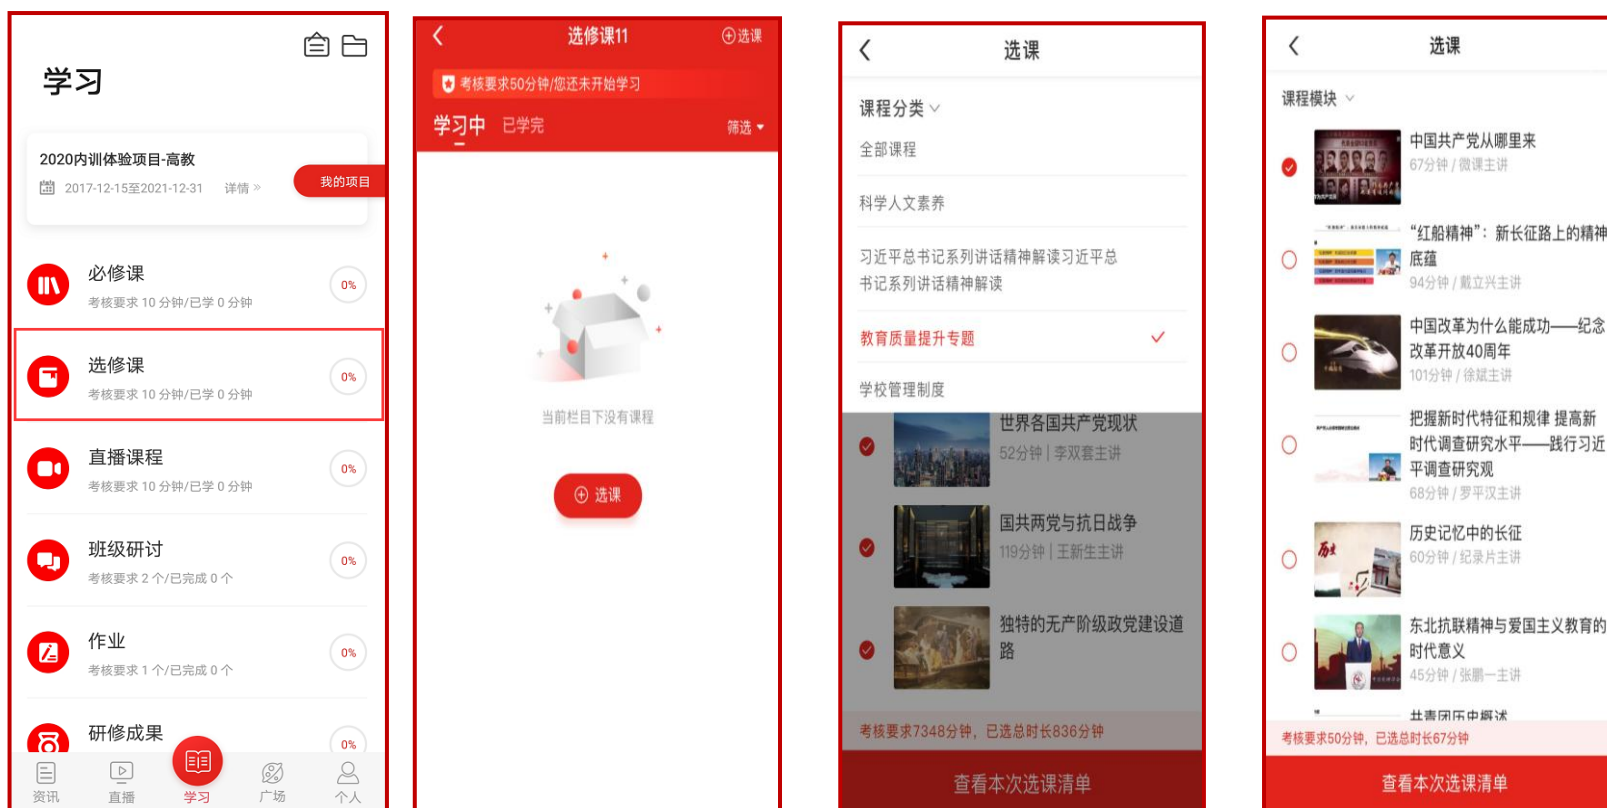 学习
2020内训体验项目-高教
2017-12-15至2021-12-31 详情 »
我的项目
必修课
考核要求 10 分钟/已学 0 分钟
0%
选修课
考核要求 10 分钟/已学 0 分钟
0%
直播课程
考核要求 10 分钟/已学 0 分钟
0%
班级研讨
考核要求 2 个/已完成 0 个
0%
作业
考核要求 1 个/已完成 0 个
0%
研修成果
0%
资讯 直播 学习 广场 个人
选修课11
选课
考核要求50分钟/您还未开始学习
学习中 已学完 筛选
当前栏目下没有课程
选课
选课
课程分类
全部课程
科学人文素养
习近平总书记系列讲话精神解读习近平总
书记系列讲话精神解读
教育质量提升专题
学校管理制度
世界各国共产党现状
52分钟 | 李双套主讲
国共两党与抗日战争
119分钟 | 王新生主讲
独特的无产阶级政党建设道
路
考核要求7348分钟，已选总时长836分钟
查看本次选课清单
选课
课程模块
中国共产党从哪里来
67分钟 / 微课主讲
“红船精神”：新长征路上的精神
底蕴
94分钟 / 戴立兴主讲
中国改革为什么能成功——纪念
改革开放40周年
101分钟 / 徐斌主讲
把握新时代特征和规律 提高新
时代调查研究水平——践行习近
平调查研究观
68分钟 / 罗平汉主讲
历史记忆中的长征
60分钟 / 纪录片主讲
东北抗联精神与爱国主义教育的
时代意义
45分钟 / 张鹏一主讲
共青团历史概述
考核要求50分钟，已选总时长67分钟
查看本次选课清单